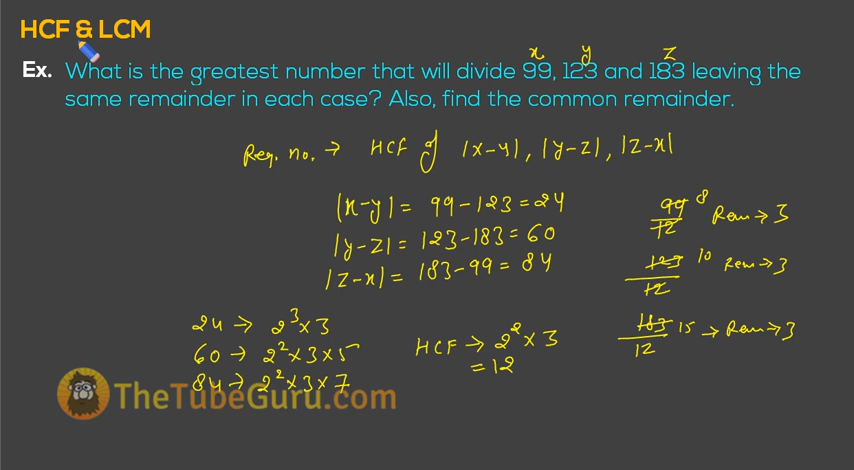 HCF & LCM
x y z
Ex. What is the greatest number that will divide 99, 123 and 183 leaving the
same remainder in each case? Also, find the common remainder.
Req. no. → HCF of |x-y|, |y-z|, |z-x|
|x-y| = 99-123 = 24
|y-z| = 123-183 = 60
|z-x| = 183-99 = 84
99/12 8 Rem → 3
123/12 10 Rem → 3
183/12 15 → Rem → 3
24 → 2³ × 3
60 → 2² × 3 × 5
84 → 2² × 3 × 7
HCF → 2² × 3
= 12
TheTubeGuru.com